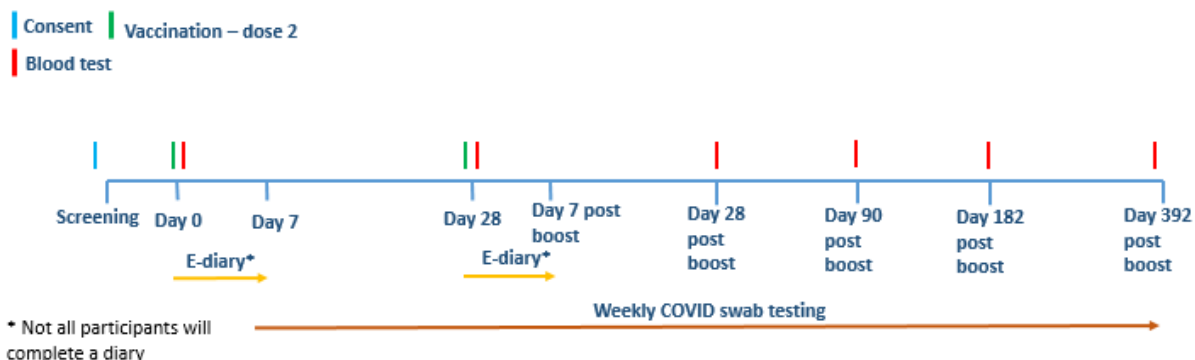 Consent
Vaccination – dose 2
Blood test
Screening
Day 0
Day 7
Day 28
Day 7 post
boost
Day 28
post
boost
Day 90
post
boost
Day 182
post
boost
Day 392
post
boost
E-diary*
E-diary*
Weekly COVID swab testing
* Not all participants will
complete a diary